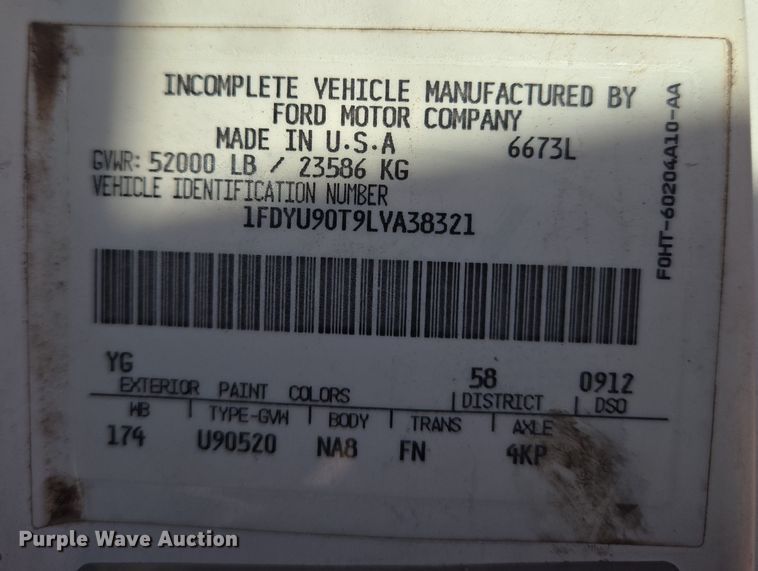 INCOMPLETE VEHICLE MANUFACTURED BY
FORD MOTOR COMPANY
MADE IN U.S.A 6673L
GVWR: 52000 LB / 23586 KG
VEHICLE IDENTIFICATION NUMBER
1FDYU90T9LVA38321
F0HT-60204A10-AA
YG 58 0912
EXTERIOR PAINT COLORS DISTRICT DSO
WB TYPE-GVW BODY TRANS AXLE
174 U90520 NA8 FN 4KP
Purple Wave Auction